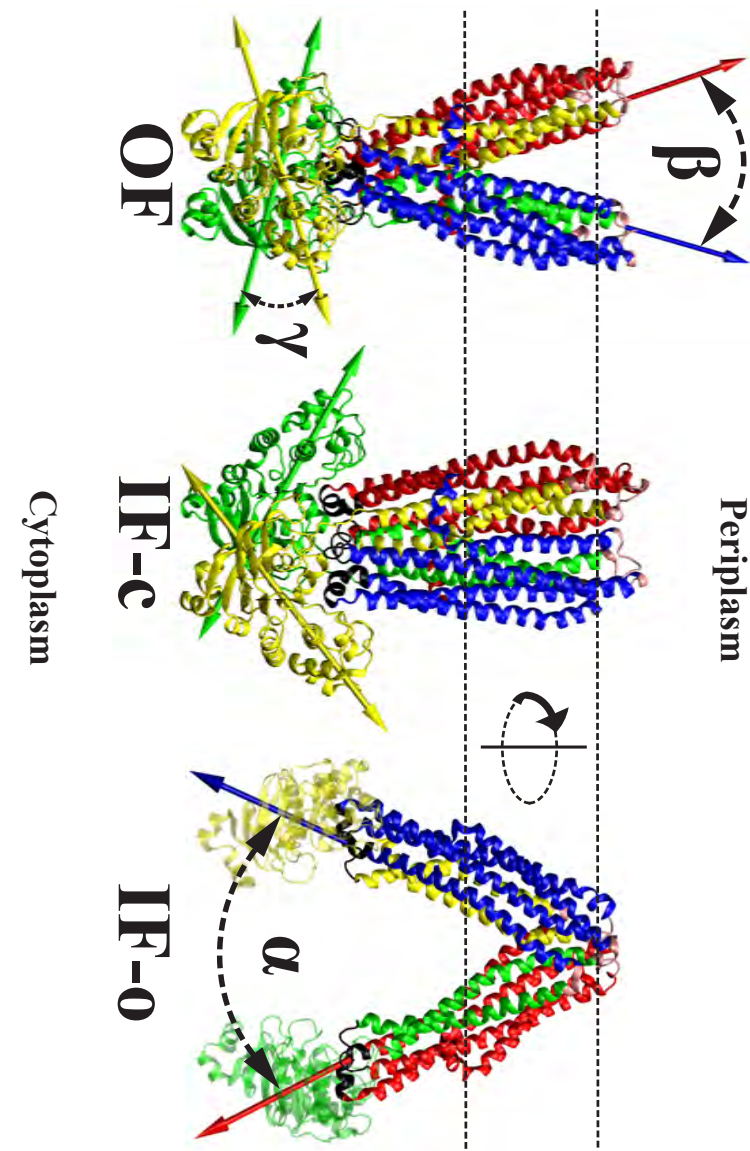 Periplasm
β
α
γ
OF
IF-c
IF-o
Cytoplasm